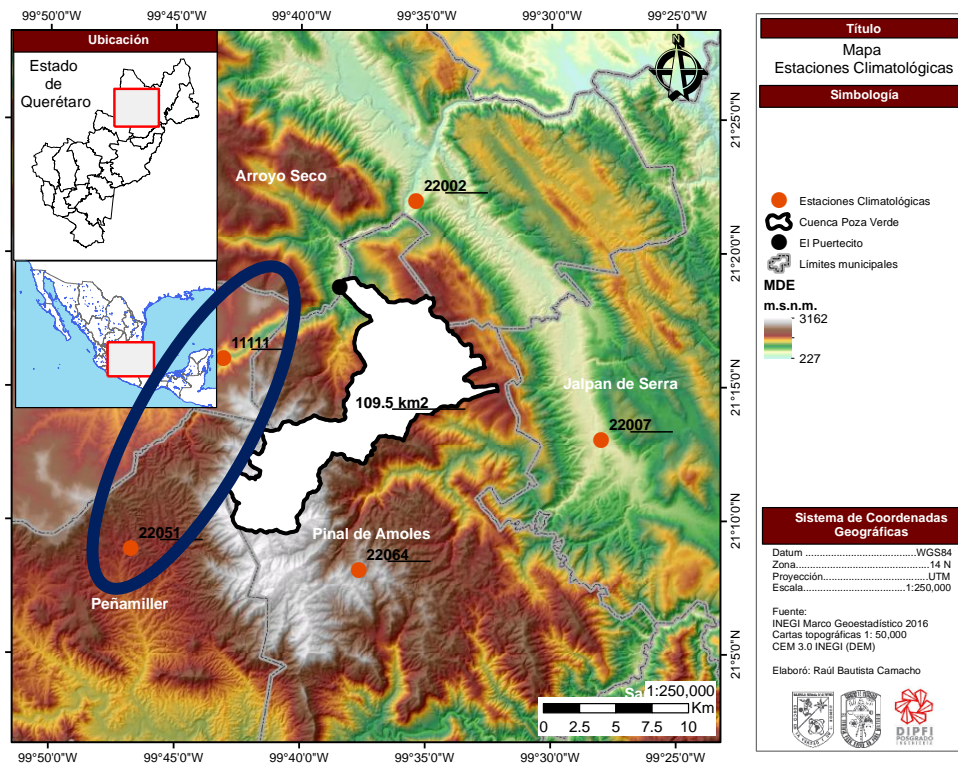 99°50'0"W 99°45'0"W 99°40'0"W 99°35'0"W 99°30'0"W 99°25'0"W
Ubicación
Estado
de
Querétaro
N
Arroyo Seco
22002
11111
109.5 km2
Jalpan de Serra
22007
22051
Pinal de Amoles
22064
Peñamiller
Sa
1:250,000
Km
0 2.5 5 7.5 10
21°25'0"N
21°20'0"N
21°15'0"N
21°10'0"N
21°5'0"N
99°50'0"W 99°45'0"W 99°40'0"W 99°35'0"W 99°30'0"W 99°25'0"W
Título
Mapa
Estaciones Climatológicas
Simbología
Estaciones Climatológicas
Cuenca Poza Verde
El Puertecito
Limites municipales
MDE
m.s.n.m.
3162
227
Sistema de Coordenadas
Geográficas
Datum ..........................WGS84
Zona..................................14 N
Proyección..........................UTM
Escala..........................1:250,000
Fuente:
INEGI Marco Geoestadístico 2016
Cartas topográficas 1: 50,000
CEM 3.0 INEGI (DEM)
Elaboró: Raúl Bautista Camacho
DIPFI
POSGRADO
INGENIERÍA